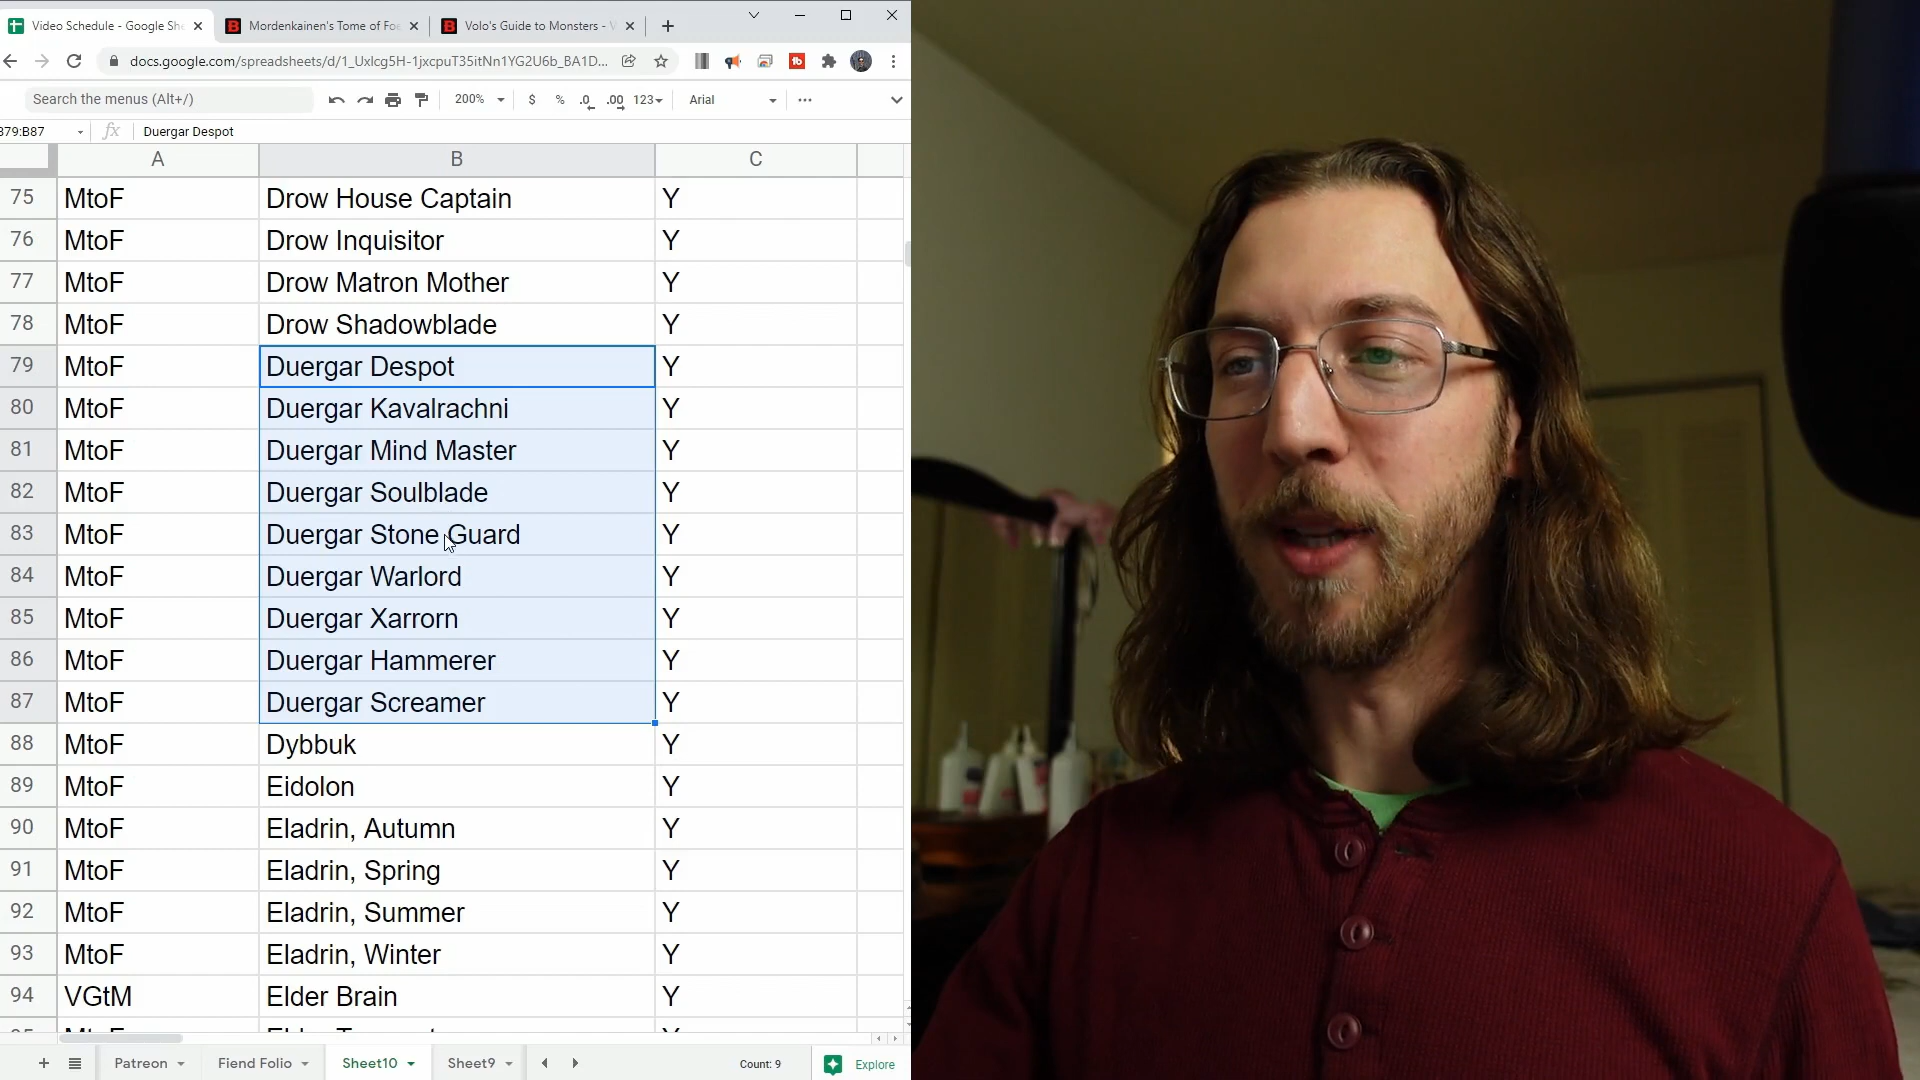 Video Schedule - Google She
Mordenkainen's Tome of Foe
Volo's Guide to Monsters -
docs.google.com/spreadsheets/d/1_Uxlcg5H-1jxcpuT35itNn1YG2U6b_BA1D...
Search the menus (Alt+/)
200%
$
%
.0
.00
123
Arial
B79:B87
fx
Duergar Despot
A B C
75 MtoF Drow House Captain Y
76 MtoF Drow Inquisitor Y
77 MtoF Drow Matron Mother Y
78 MtoF Drow Shadowblade Y
79 MtoF Duergar Despot Y
80 MtoF Duergar Kavalrachni Y
81 MtoF Duergar Mind Master Y
82 MtoF Duergar Soulblade Y
83 MtoF Duergar Stone Guard Y
84 MtoF Duergar Warlord Y
85 MtoF Duergar Xarrorn Y
86 MtoF Duergar Hammerer Y
87 MtoF Duergar Screamer Y
88 MtoF Dybbuk Y
89 MtoF Eidolon Y
90 MtoF Eladrin, Autumn Y
91 MtoF Eladrin, Spring Y
92 MtoF Eladrin, Summer Y
93 MtoF Eladrin, Winter Y
94 VGtM Elder Brain Y
Patreon
Fiend Folio
Sheet10
Sheet9
Count: 9
Explore